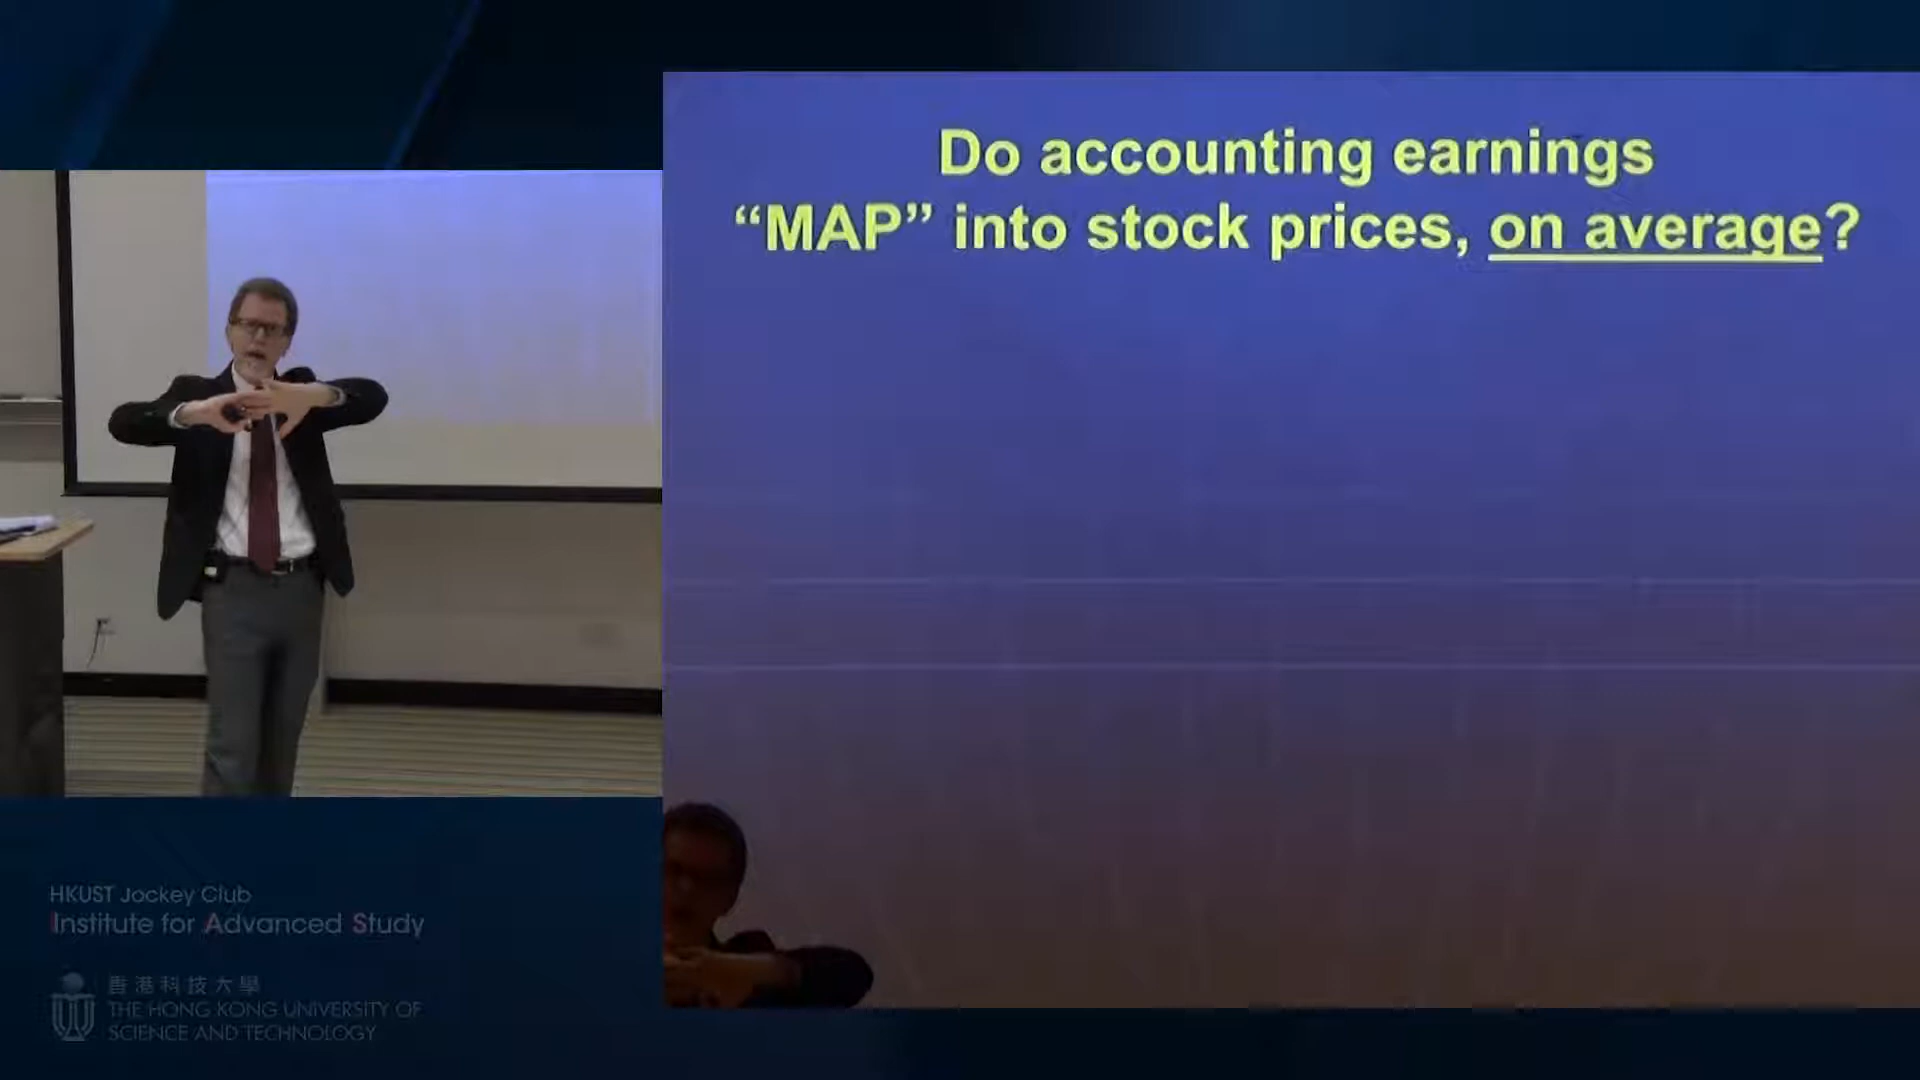 Do accounting earnings
“MAP” into stock prices, on average?
HKUST Jockey Club
Institute for Advanced Study
香港科技大學
THE HONG KONG UNIVERSITY OF
SCIENCE AND TECHNOLOGY